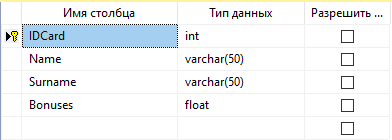 Имя столбца Тип данных Разрешить ...
IDCard int
Name varchar(50)
Surname varchar(50)
Bonuses float